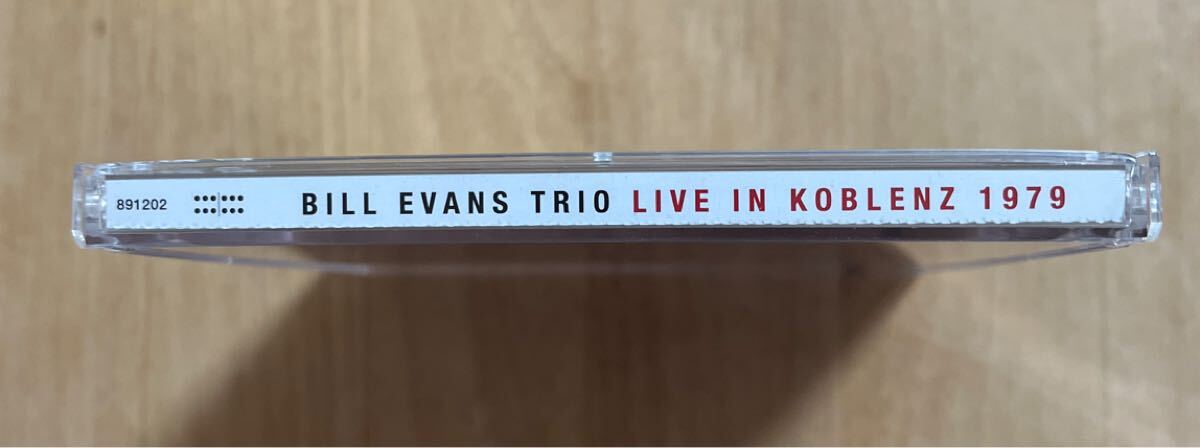 891202 BILL EVANS TRIO LIVE IN KOBLENZ 1979